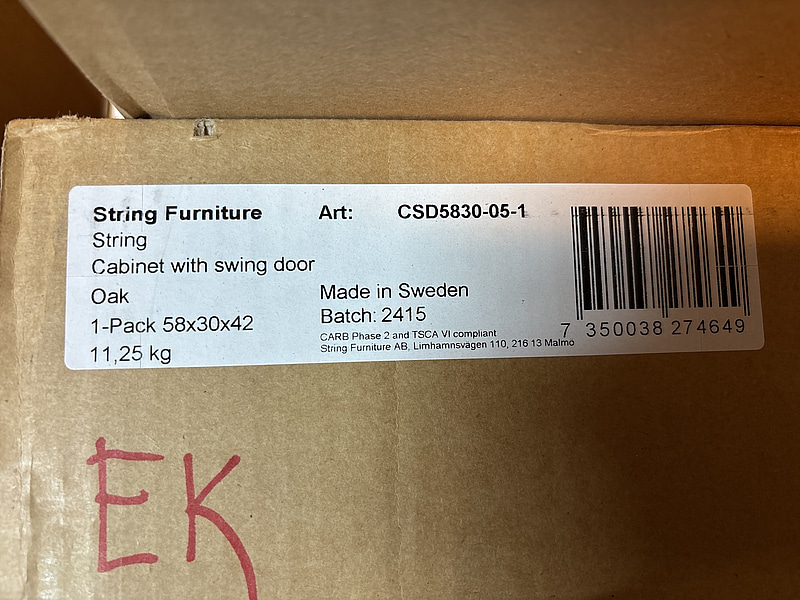 String Furniture Art: CSD5830-05-1
String
Cabinet with swing door
Oak
Made in Sweden
1-Pack 58x30x42
Batch: 2415
11,25 kg
CARB Phase 2 and TSCA VI compliant
String Furniture AB, Limhamnsvägen 110, 216 13 Malmö
7 350038 274649
EK